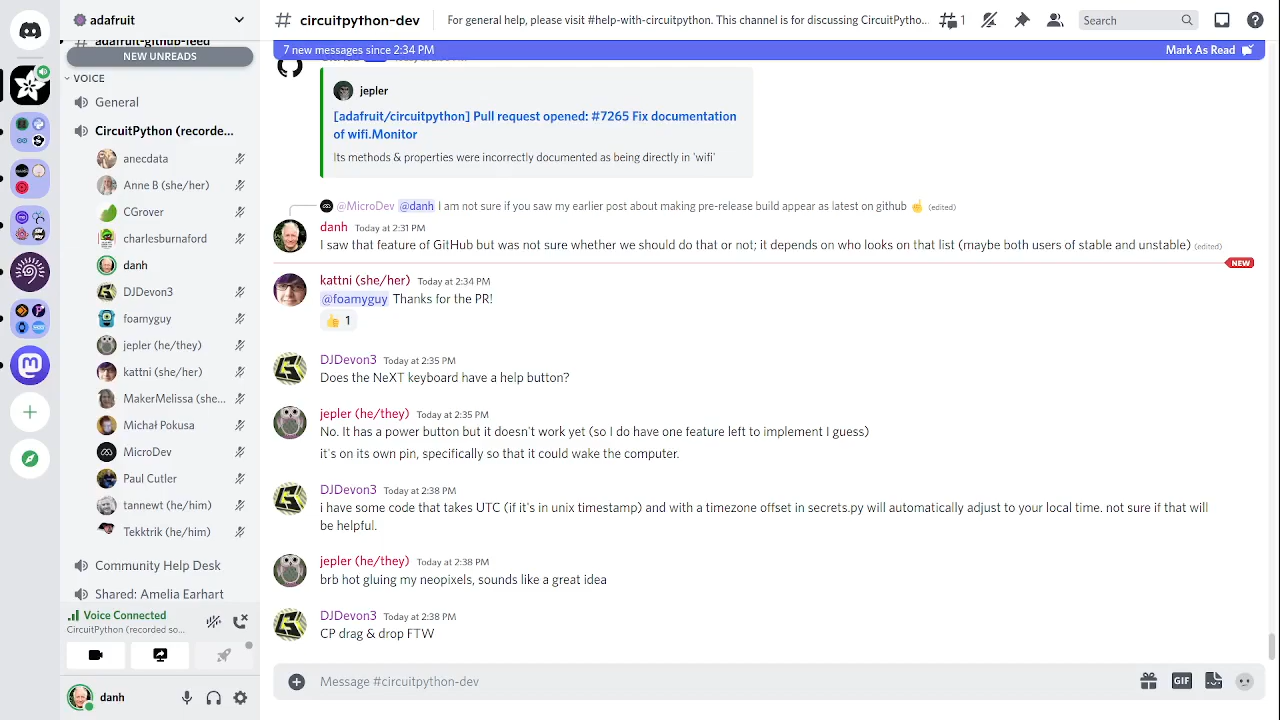 adafruit
# circuitpython-dev
For general help, please visit #help-with-circuitpython. This channel is for discussing CircuitPytho...
1
Search
adafruit-github-feed
NEW UNREADS
VOICE
General
CircuitPython (recorde...
anecdata
Anne B (she/her)
CGrover
charlesburnaford
danh
DJDevon3
foamyguy
jepler (he/they)
kattni (she/her)
MakerMelissa (she...
Michał Pokusa
MicroDev
Paul Cutler
tannewt (he/him)
Tekktrik (he/him)
Community Help Desk
Shared: Amelia Earhart
Voice Connected
CircuitPython (recorded so...
danh
7 new messages since 2:34 PM
Mark As Read
jepler
[adafruit/circuitpython] Pull request opened: #7265 Fix documentation
of wifi.Monitor
Its methods & properties were incorrectly documented as being directly in 'wifi'
@MicroDev @danh I am not sure if you saw my earlier post about making pre-release build appear as latest on github ☝ (edited)
danh Today at 2:31 PM
I saw that feature of GitHub but was not sure whether we should do that or not; it depends on who looks on that list (maybe both users of stable and unstable) (edited)
NEW
kattni (she/her) Today at 2:34 PM
@foamyguy Thanks for the PR!
👍 1
DJDevon3 Today at 2:35 PM
Does the NeXT keyboard have a help button?
jepler (he/they) Today at 2:35 PM
No. It has a power button but it doesn't work yet (so I do have one feature left to implement I guess)
it's on its own pin, specifically so that it could wake the computer.
DJDevon3 Today at 2:38 PM
i have some code that takes UTC (if it's in unix timestamp) and with a timezone offset in secrets.py will automatically adjust to your local time. not sure if that will
be helpful.
jepler (he/they) Today at 2:38 PM
brb hot gluing my neopixels, sounds like a great idea
DJDevon3 Today at 2:38 PM
CP drag & drop FTW
Message #circuitpython-dev
GIF